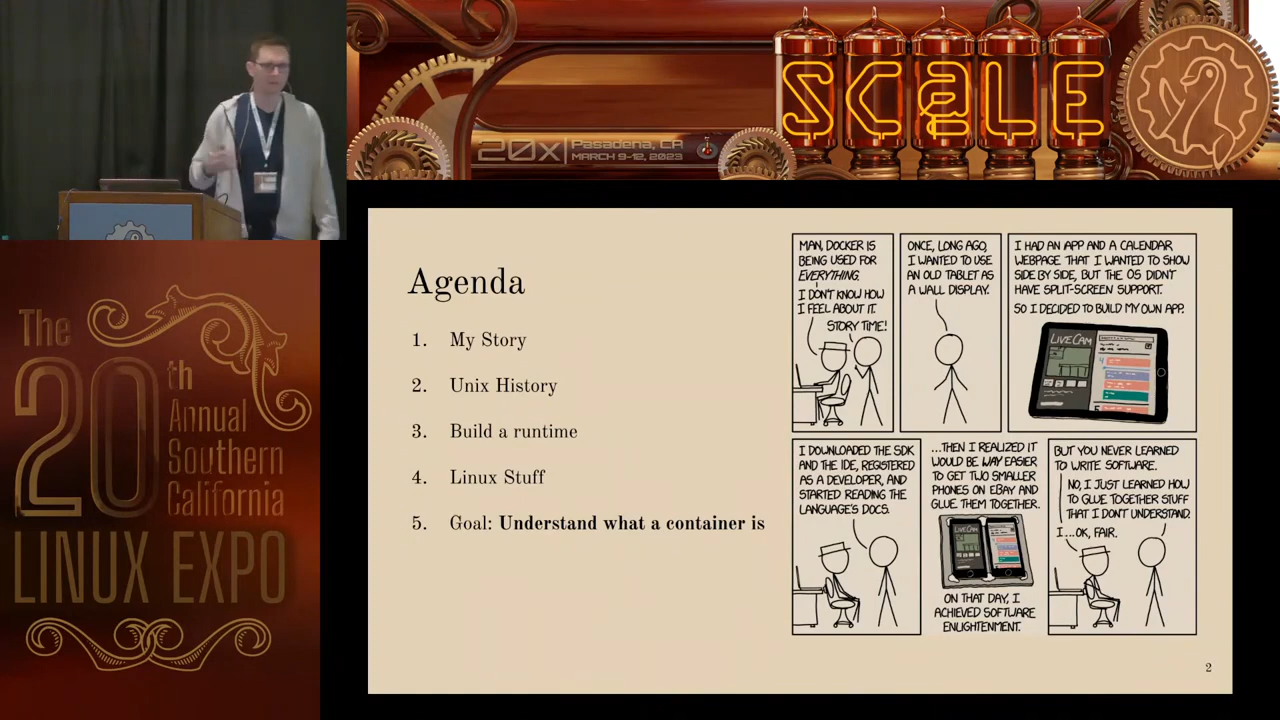 SCaLE
20x
Pasadena, CA
MARCH 9-12, 2023
The
20th
Annual
Southern
California
LINUX EXPO
Agenda
1. My Story
2. Unix History
3. Build a runtime
4. Linux Stuff
5. Goal: Understand what a container is
MAN, DOCKER IS
BEING USED FOR
EVERYTHING.
I DON'T KNOW HOW
I FEEL ABOUT IT.
STORY TIME!
ONCE, LONG AGO,
I WANTED TO USE
AN OLD TABLET AS
A WALL DISPLAY.
I HAD AN APP AND A CALENDAR
WEBPAGE THAT I WANTED TO SHOW
SIDE BY SIDE, BUT THE OS DIDN'T
HAVE SPLIT-SCREEN SUPPORT.
SO I DECIDED TO BUILD MY OWN APP.
LIVECAM
I DOWNLOADED THE SDK
AND THE IDE, REGISTERED
AS A DEVELOPER, AND
STARTED READING THE
LANGUAGE'S DOCS.
...THEN I REALIZED IT
WOULD BE WAY EASIER
TO GET TWO SMALLER
PHONES ON EBAY AND
GLUE THEM TOGETHER.
LIVECAM
ON THAT DAY, I
ACHIEVED SOFTWARE
ENLIGHTENMENT.
BUT YOU NEVER LEARNED
TO WRITE SOFTWARE.
NO, I JUST LEARNED HOW
TO GLUE TOGETHER STUFF
THAT I DON'T UNDERSTAND.
I...OK, FAIR.
2